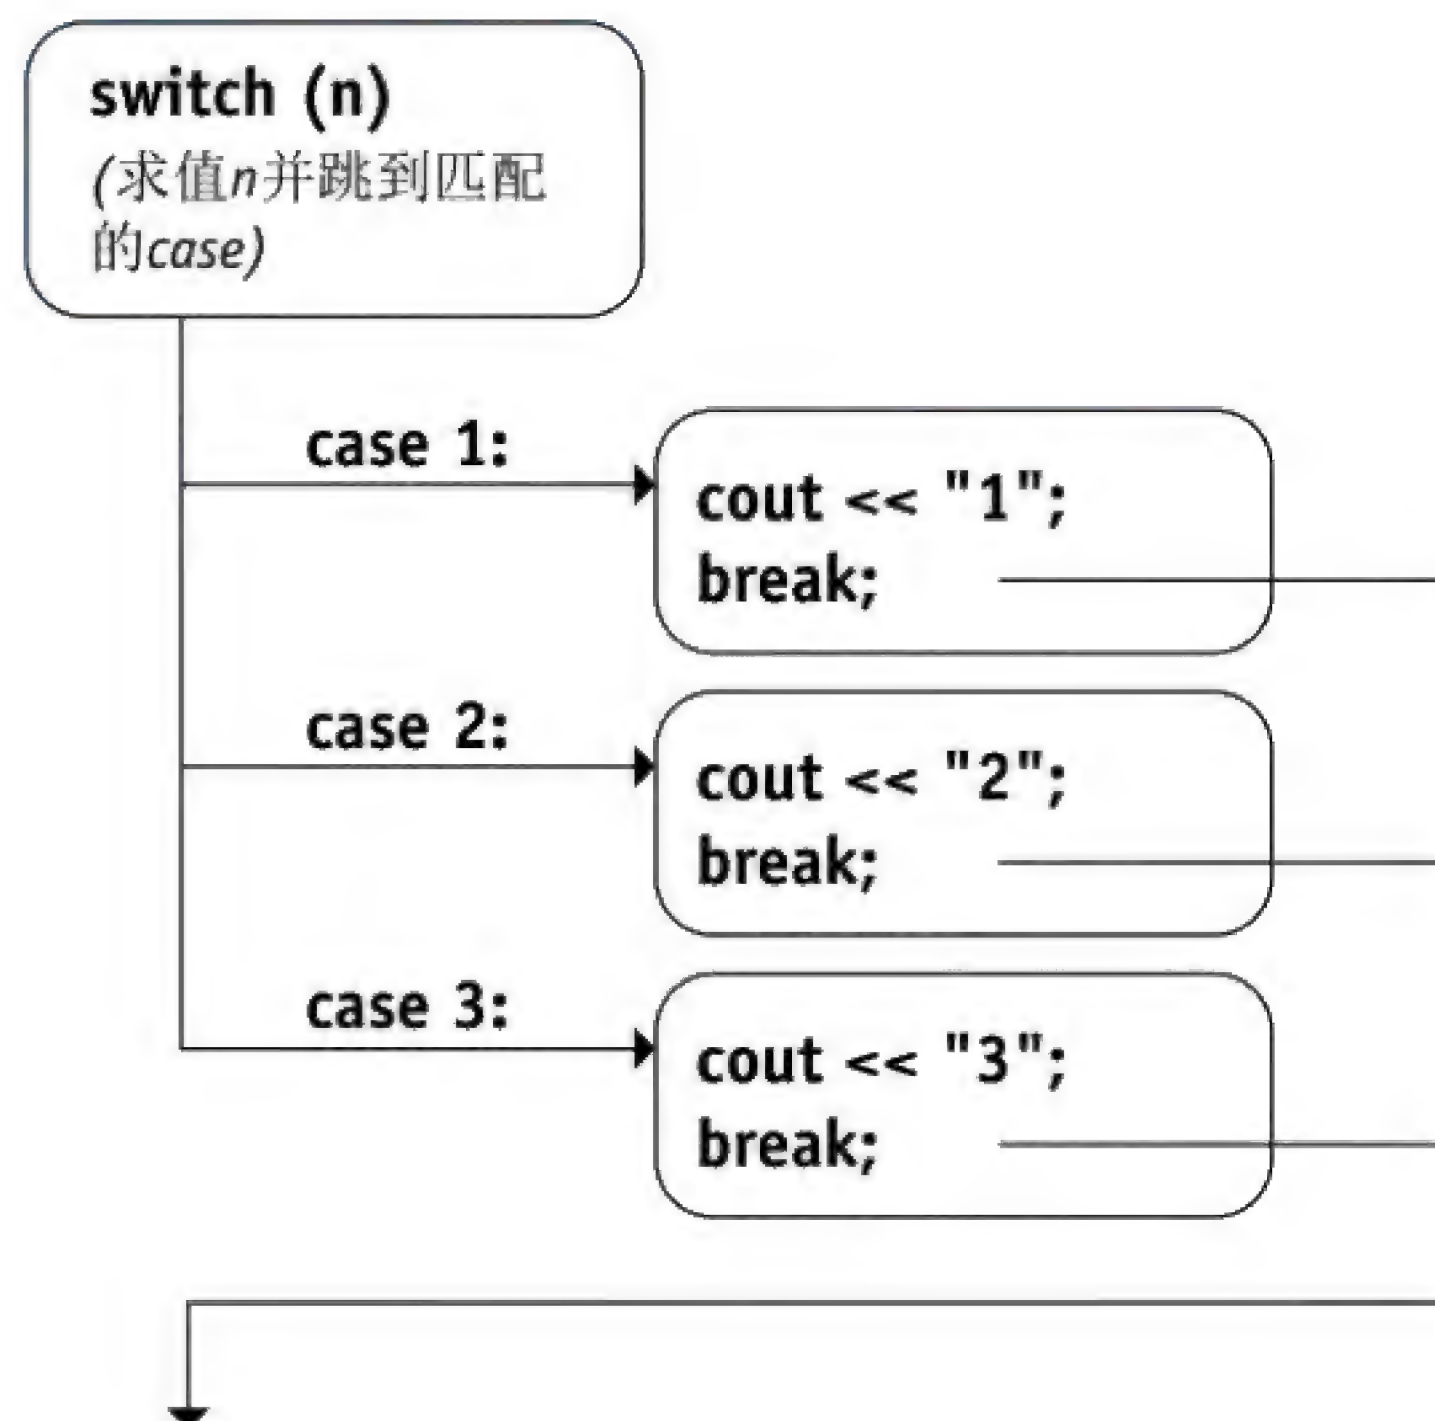 switch (n)
(求值n并跳到匹配
的case)
case 1:
cout << "1";
break;
case 2:
cout << "2";
break;
case 3:
cout << "3";
break;